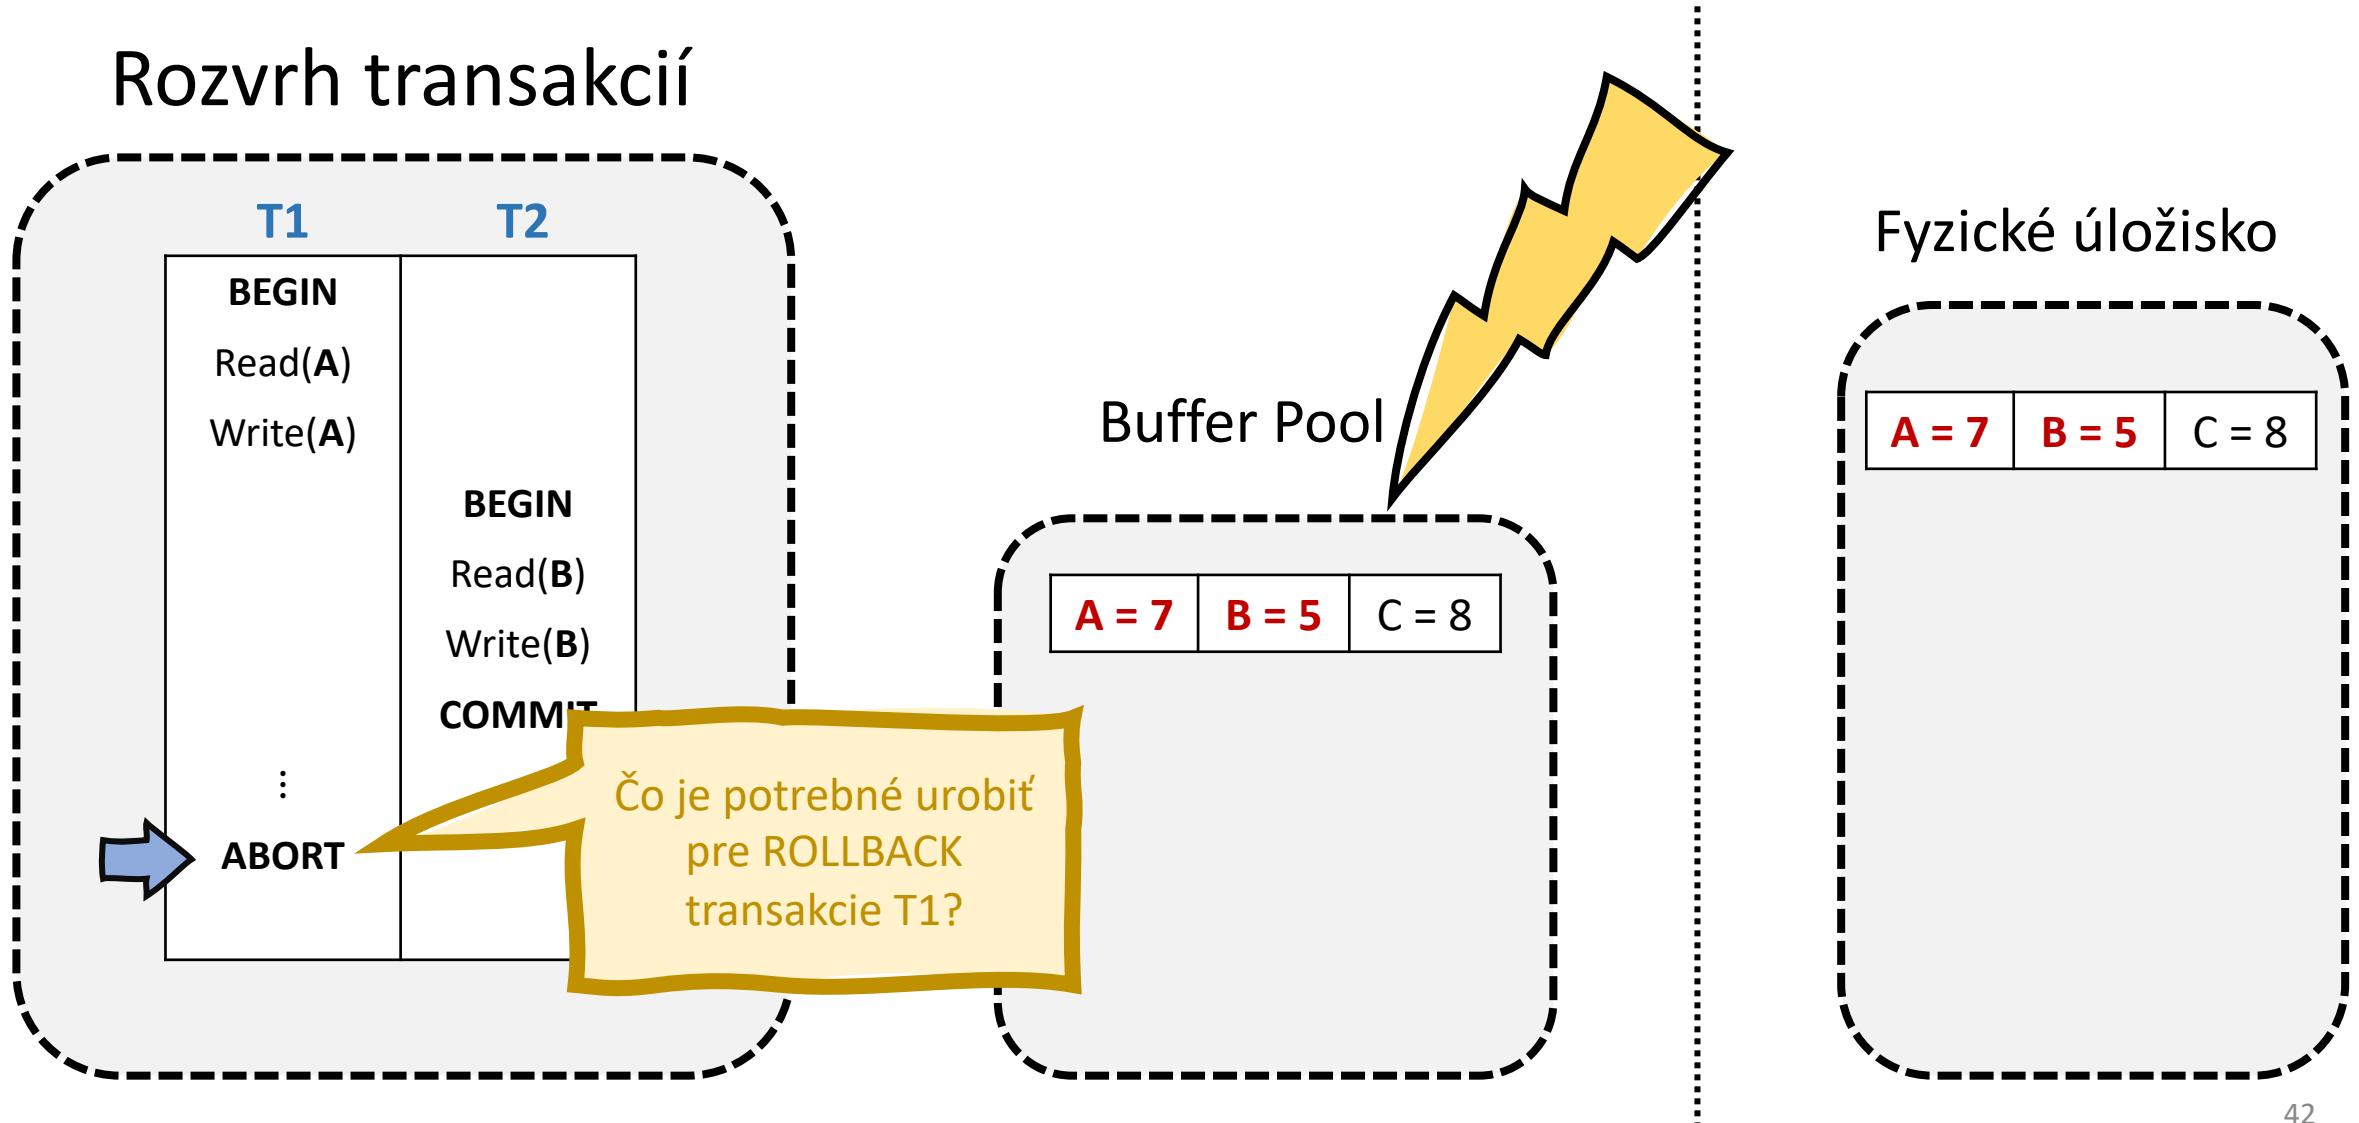 Rozvrh transakcií
T1 T2
BEGIN
Read(A)
Write(A)
BEGIN
Read(B)
Write(B)
COMMIT
⋮
ABORT
Čo je potrebné urobiť
pre ROLLBACK
transakcie T1?
Buffer Pool
A = 7 B = 5 C = 8
Fyzické úložisko
A = 7 B = 5 C = 8
42